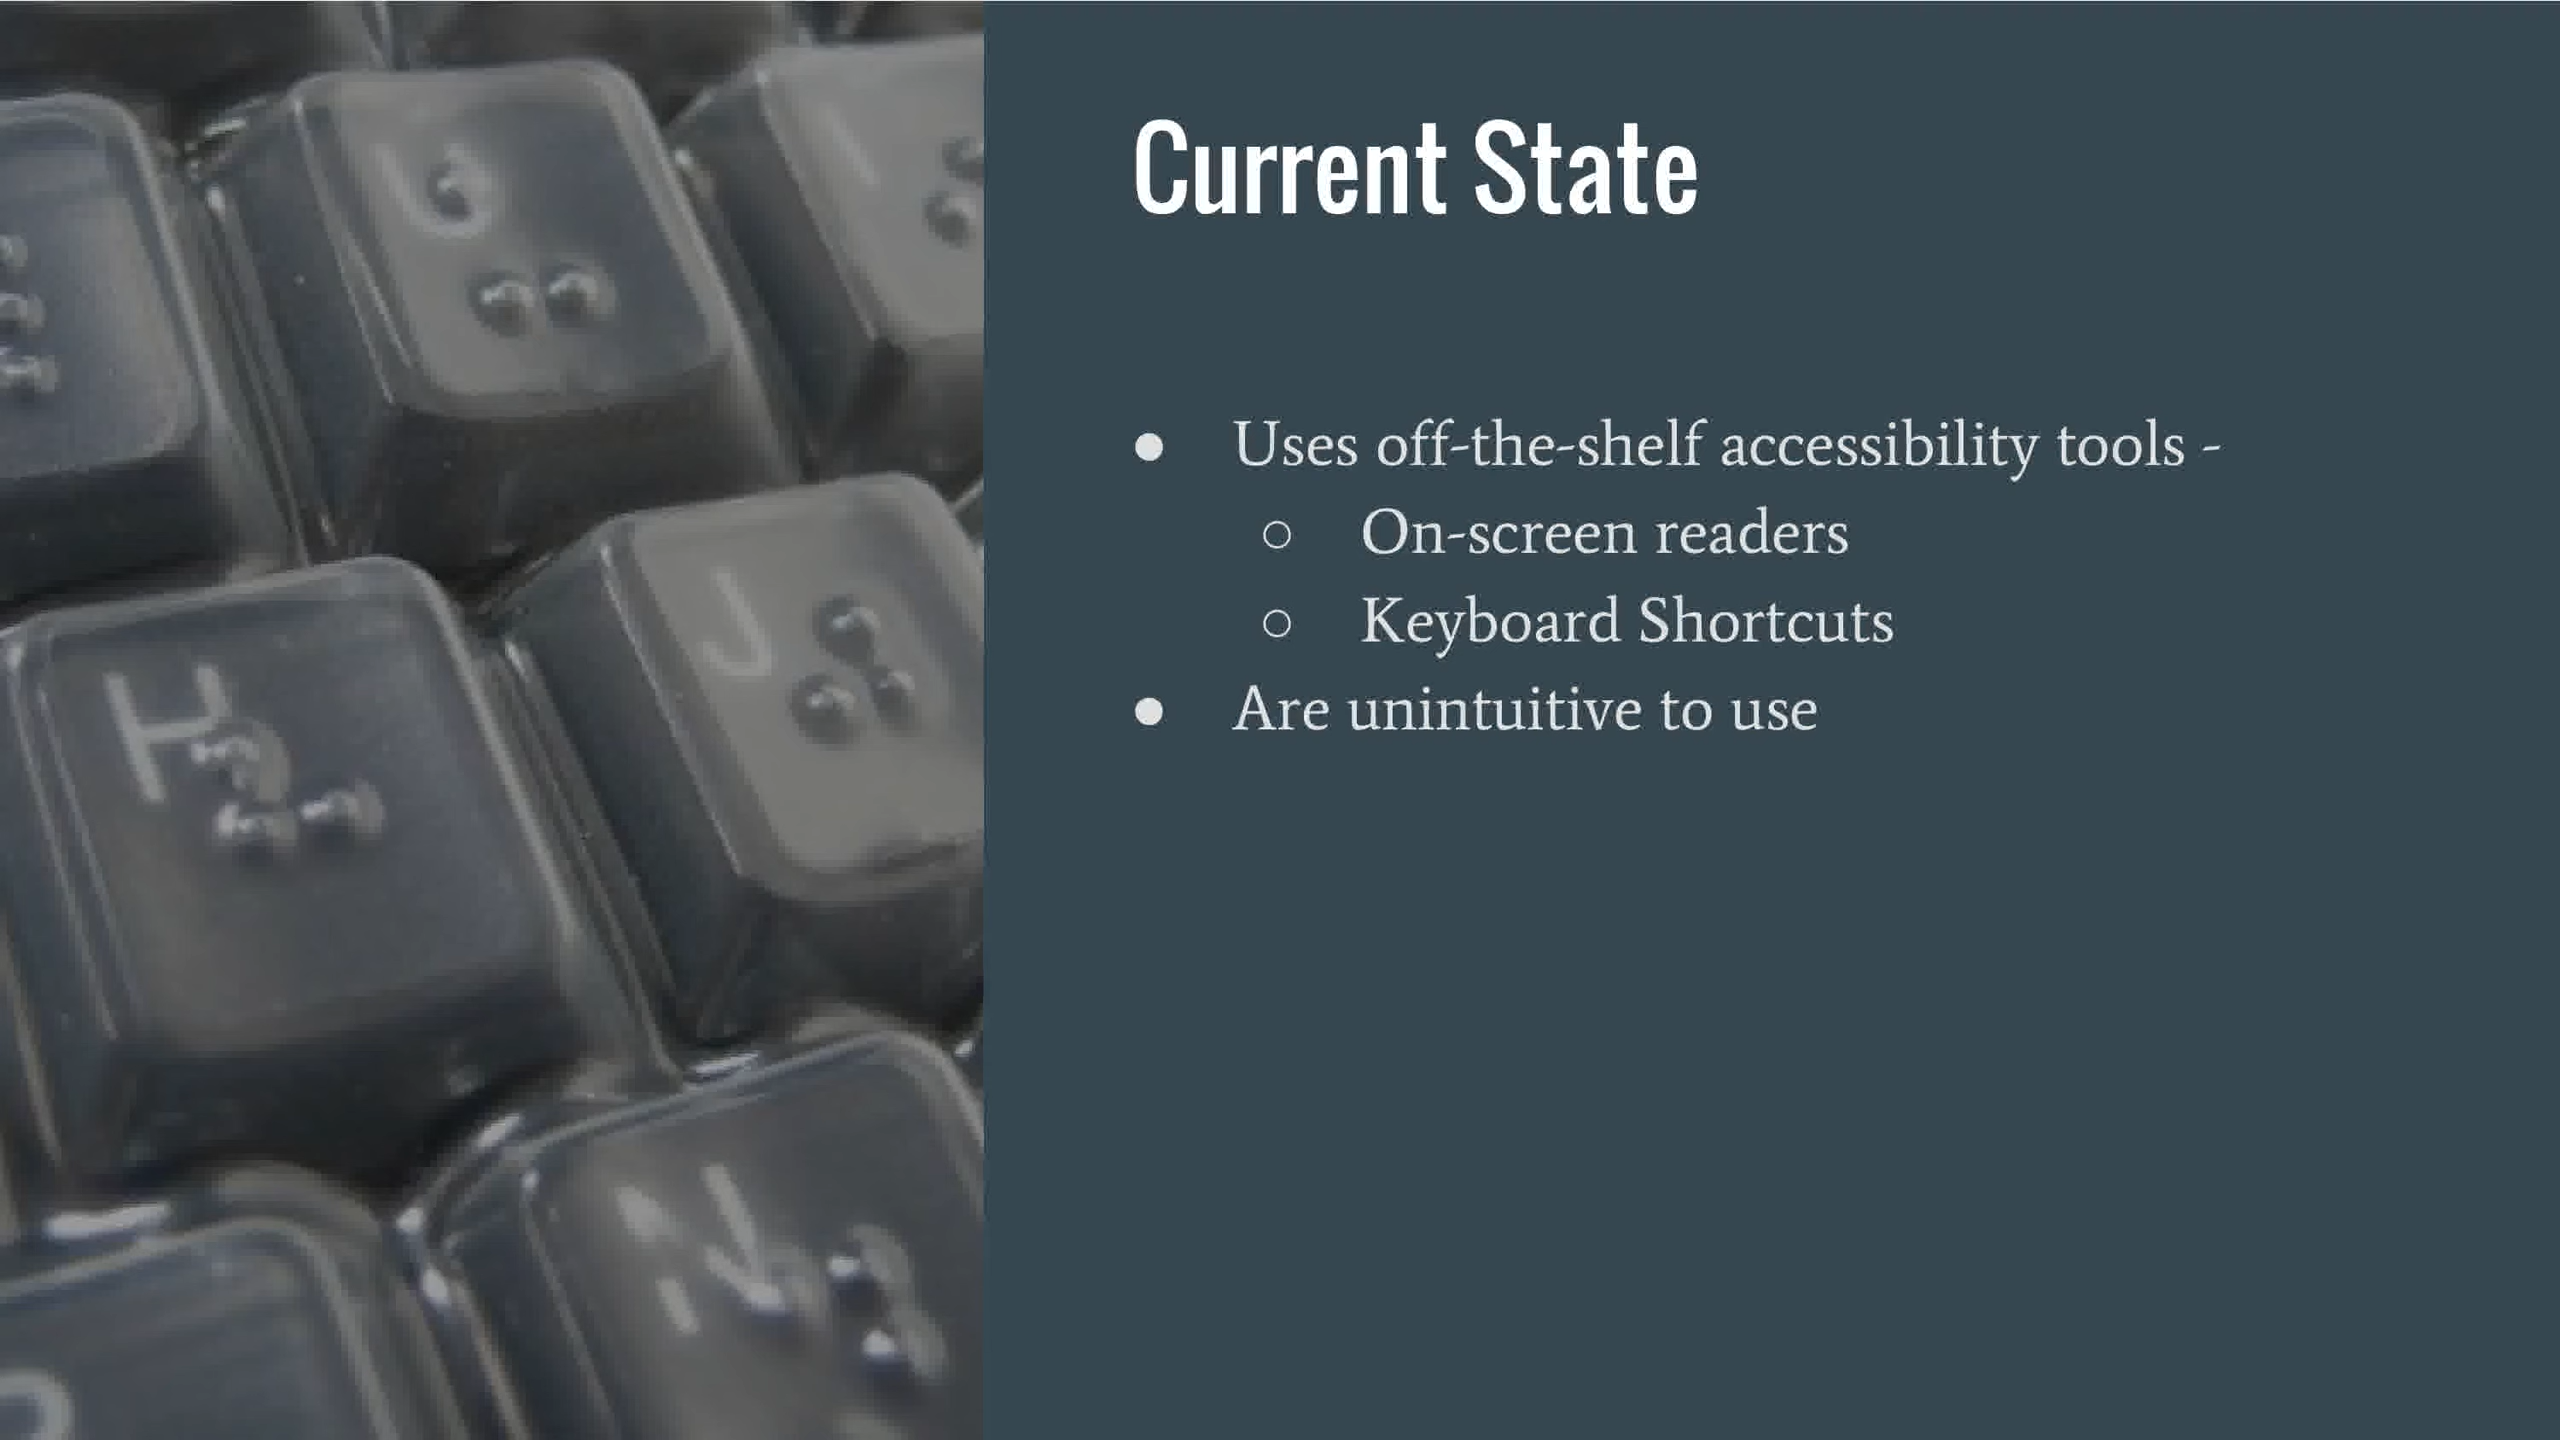 Current State
● Uses off-the-shelf accessibility tools -
○ On-screen readers
○ Keyboard Shortcuts
● Are unintuitive to use
H
J
N